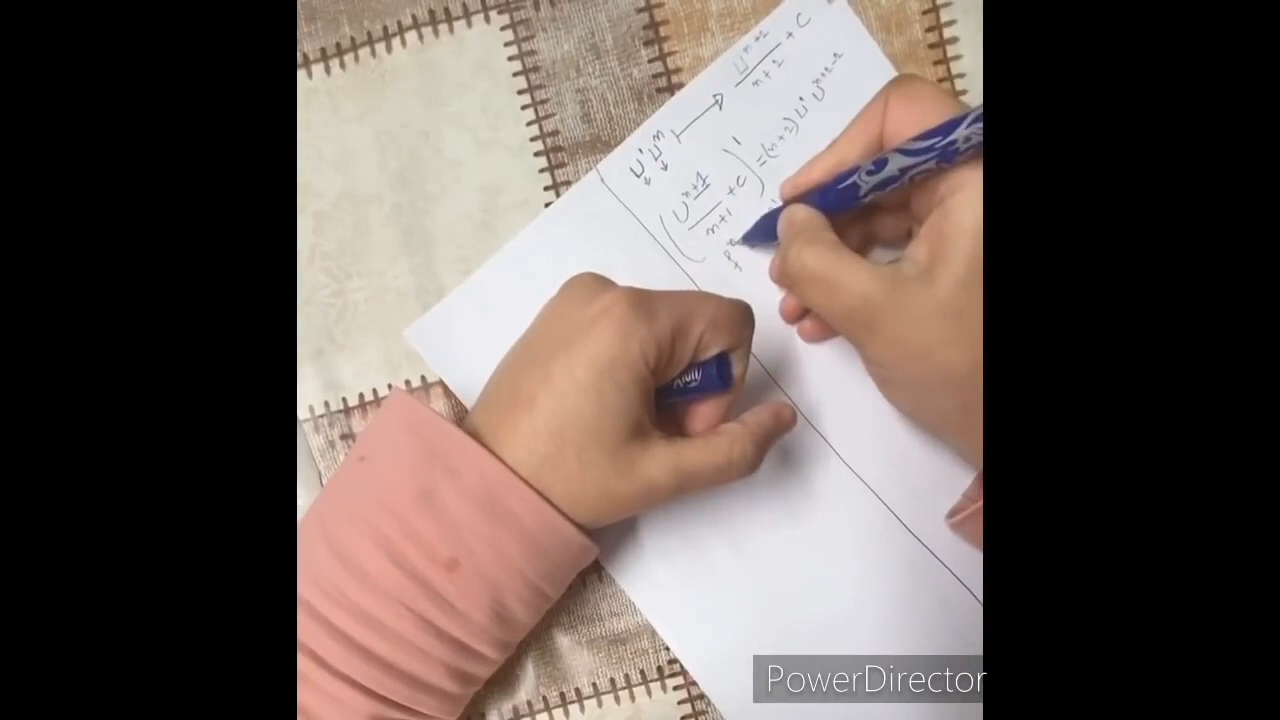 U'Uⁿ → Uⁿ⁺¹/n+1 + C
(Uⁿ⁺¹/n+1 + C)' = (n+1) U' Uⁿ⁺¹⁻¹
PowerDirector